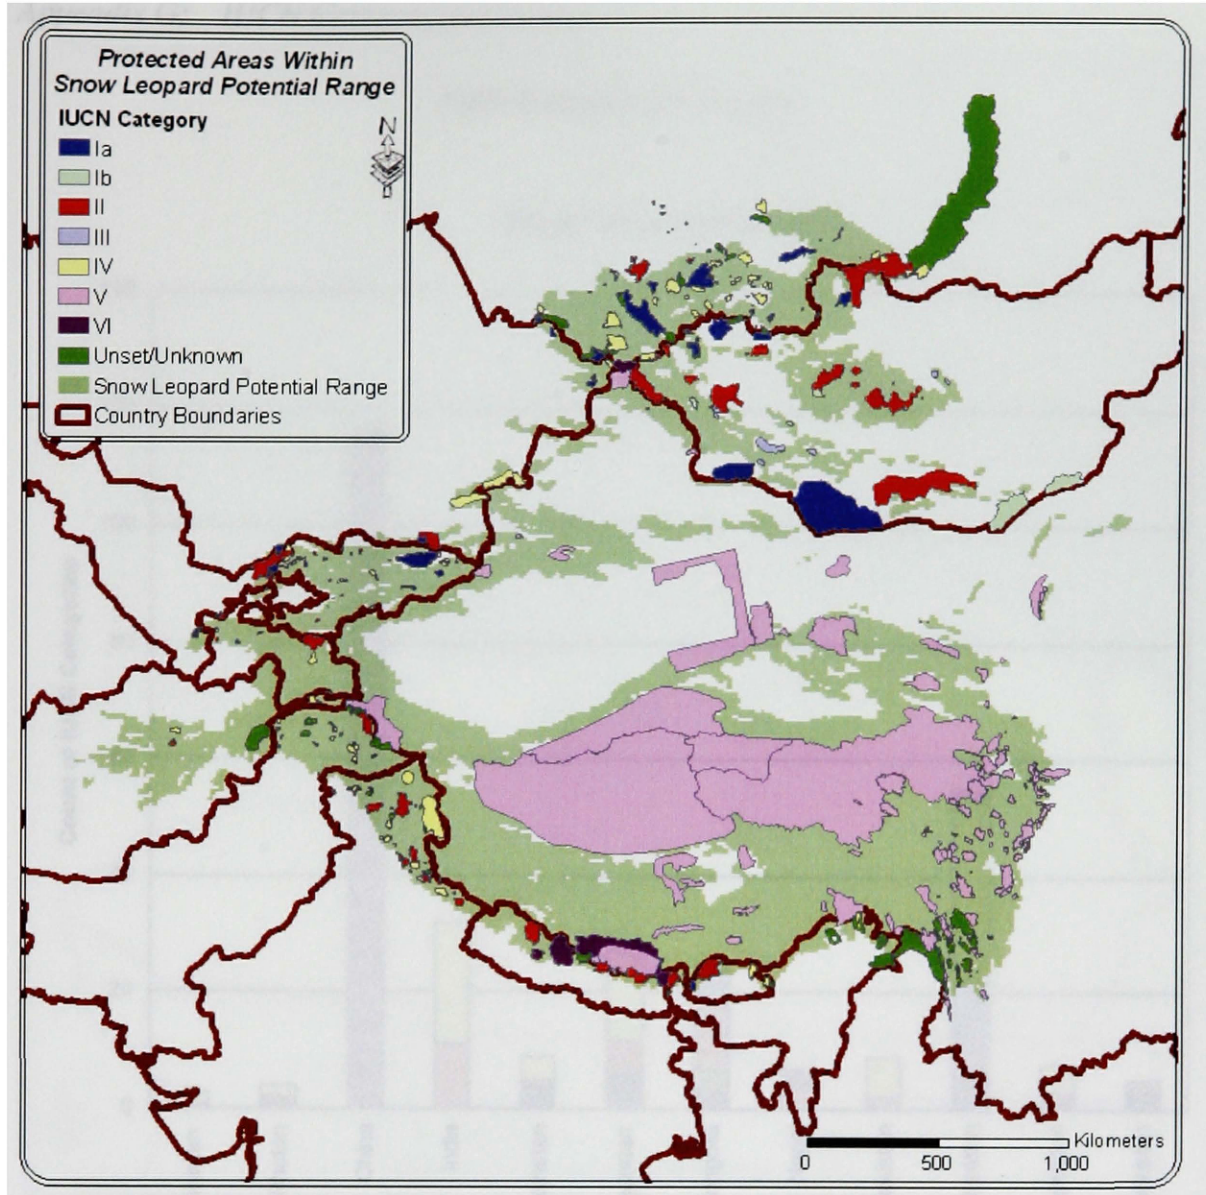 Protected Areas Within
Snow Leopard Potential Range
IUCN Category
N
Ia
Ib
II
III
IV
V
VI
Unset/Unknown
Snow Leopard Potential Range
Country Boundaries
Kilometers
0 500 1,000